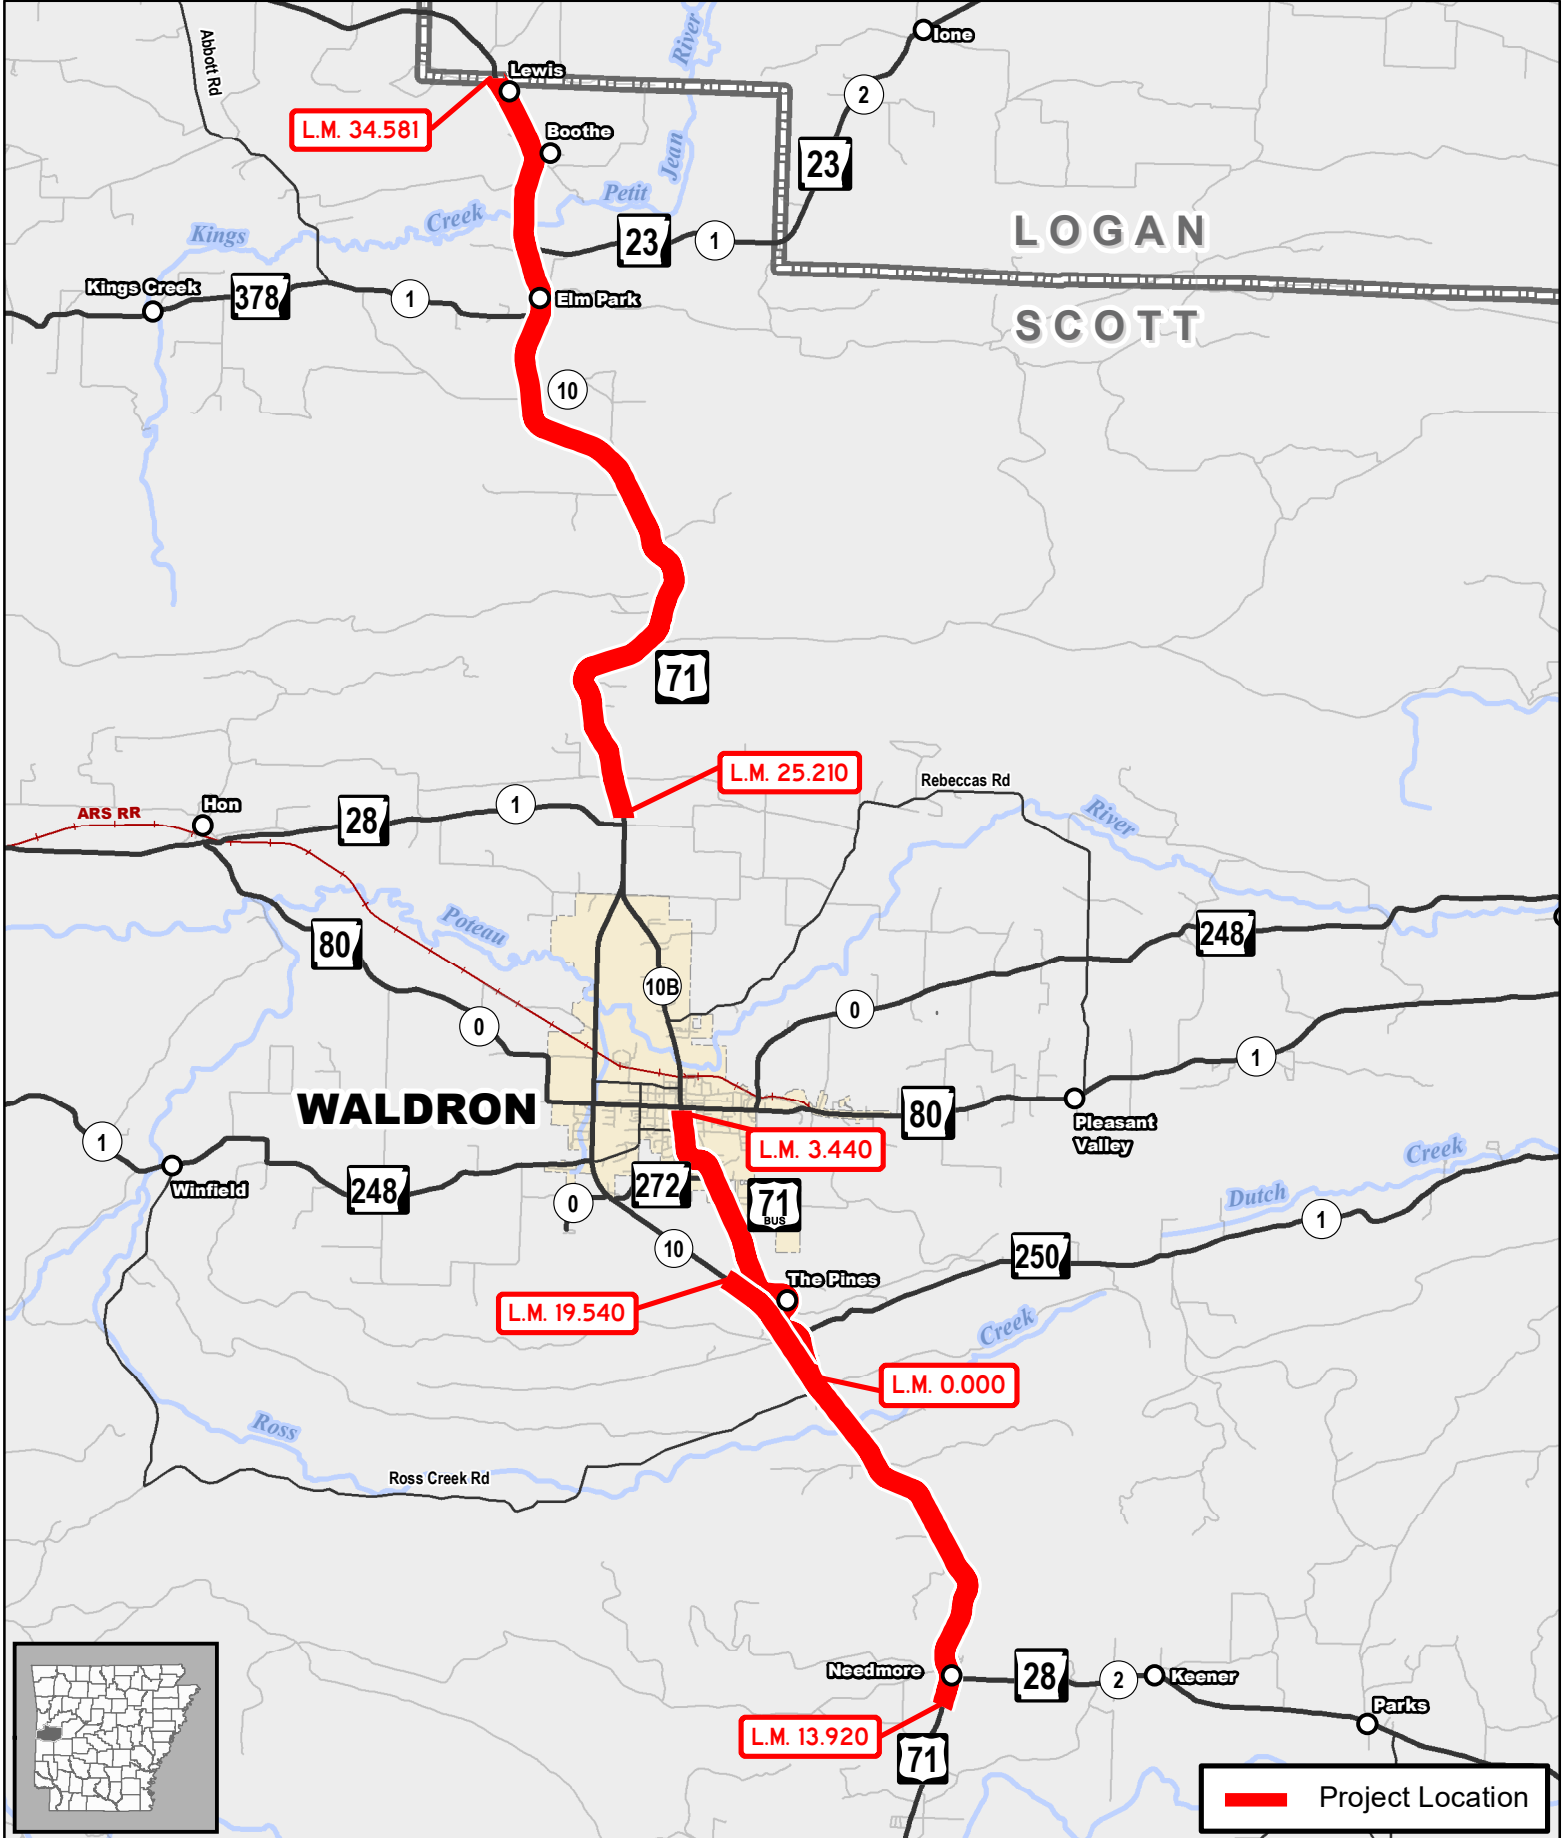 Ione
Abbott Rd
River
Lewis
2
L.M. 34.581
Boothe
Jean
23
Petit
Creek
Kings
LOGAN
23
1
Kings Creek
378
1
Elm Park
SCOTT
10
71
L.M. 25.210
Rebeccas Rd
ARS RR
Hon
1
28
River
Poteau
80
248
10B
0
0
1
WALDRON
80
Pleasant
Valley
1
L.M. 3.440
Creek
Winfield
248
272
0
71
BUS
Dutch
1
10
250
The Pines
L.M. 19.540
Creek
L.M. 0.000
Ross
Ross Creek Rd
Needmore
28
2
Keener
Parks
L.M. 13.920
71
Project Location